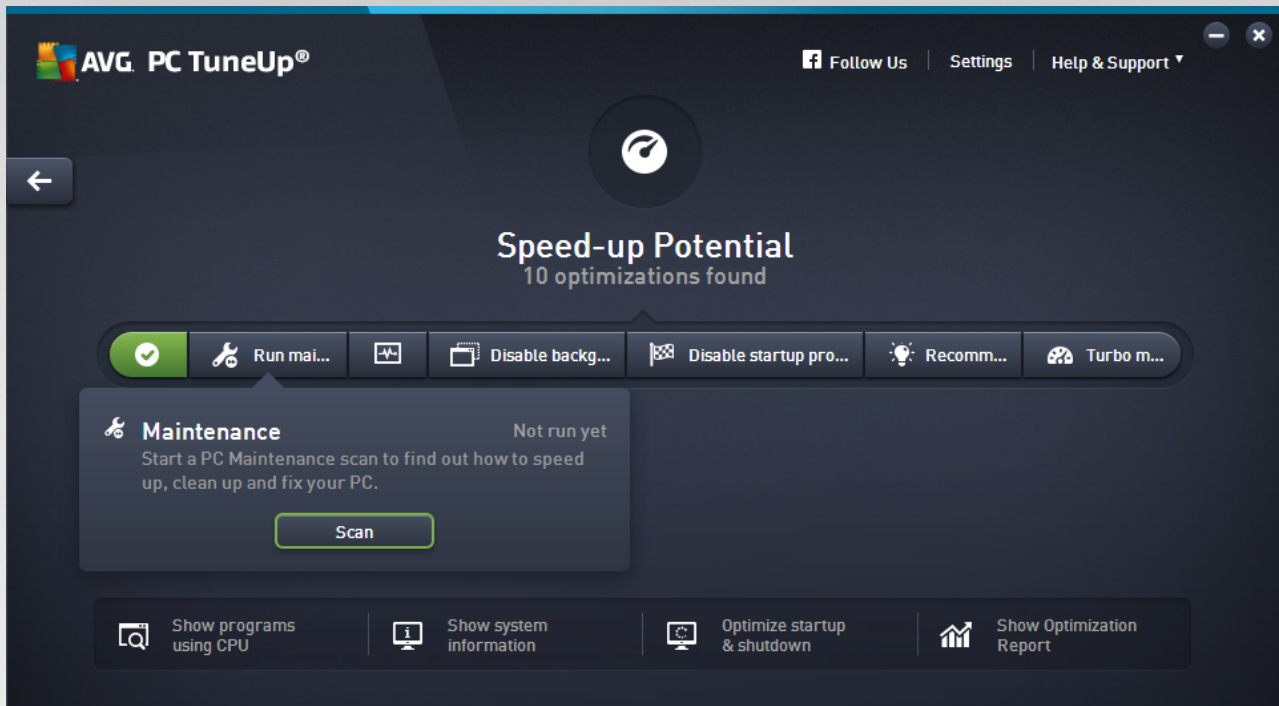 AVG. PC TuneUp®
Follow Us
Settings
Help & Support
Speed-up Potential
10 optimizations found
Run mai...
Disable backg...
Disable startup pro...
Recomm...
Turbo m...
Maintenance
Not run yet
Start a PC Maintenance scan to find out how to speed
up, clean up and fix your PC.
Scan
Show programs
using CPU
Show system
information
Optimize startup
& shutdown
Show Optimization
Report